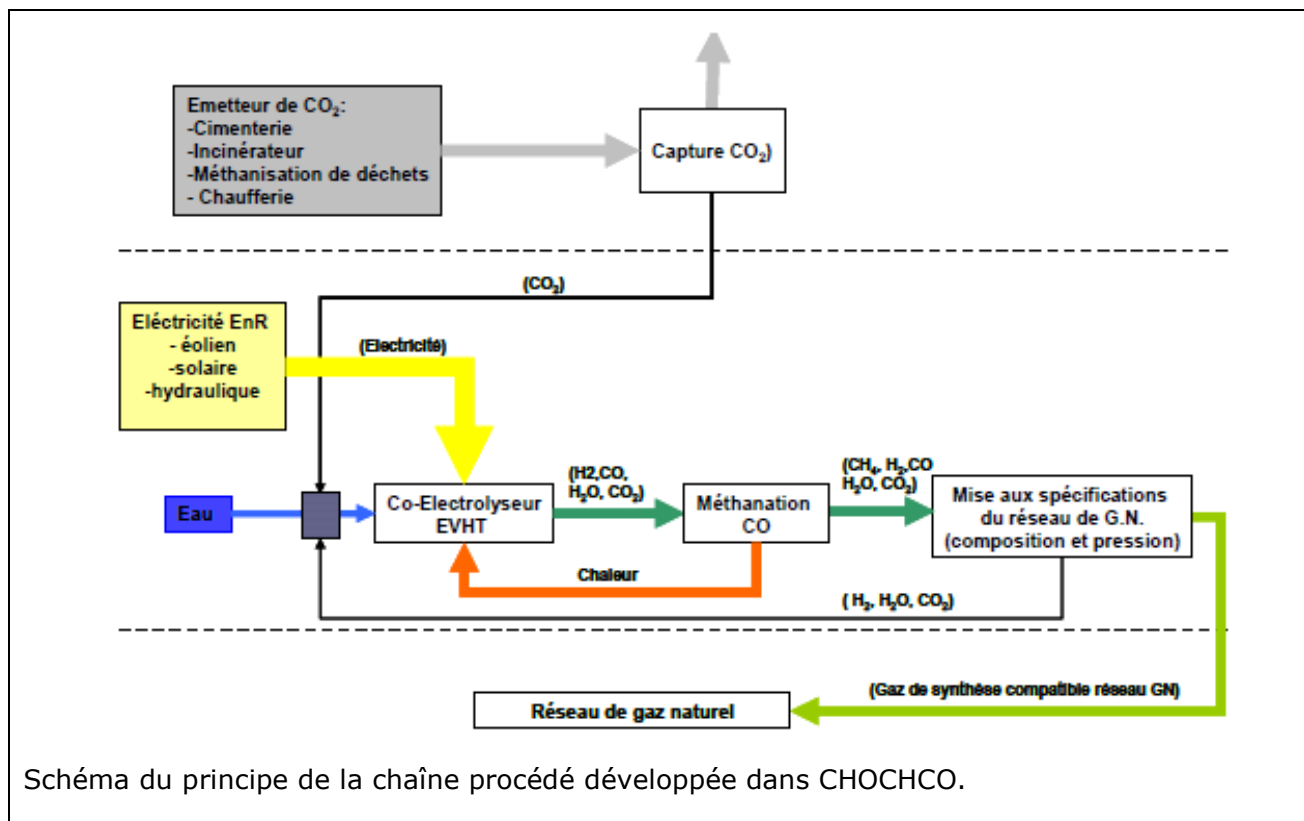 Emetteur de CO₂:
-Cimenterie
-Incinérateur
-Méthanisation de déchets
- Chaufferie
Capture CO₂)
(CO₂)
Eléctricité EnR
- éolien
-solaire
-hydraulique
(Electricité)
Eau
Co-Electrolyseur
EVHT
(H2,CO,
H₂O, CO₂)
Méthanation
CO
(CH₄, H₂,CO
H₂O, CO₂)
Mise aux spécifications
du réseau de G.N.
(composition et pression)
Chaleur
( H₂, H₂O, CO₂)
(Gaz de synthèse compatible réseau GN)
Réseau de gaz naturel
Schéma du principe de la chaîne procédé développée dans CHOCHCO.